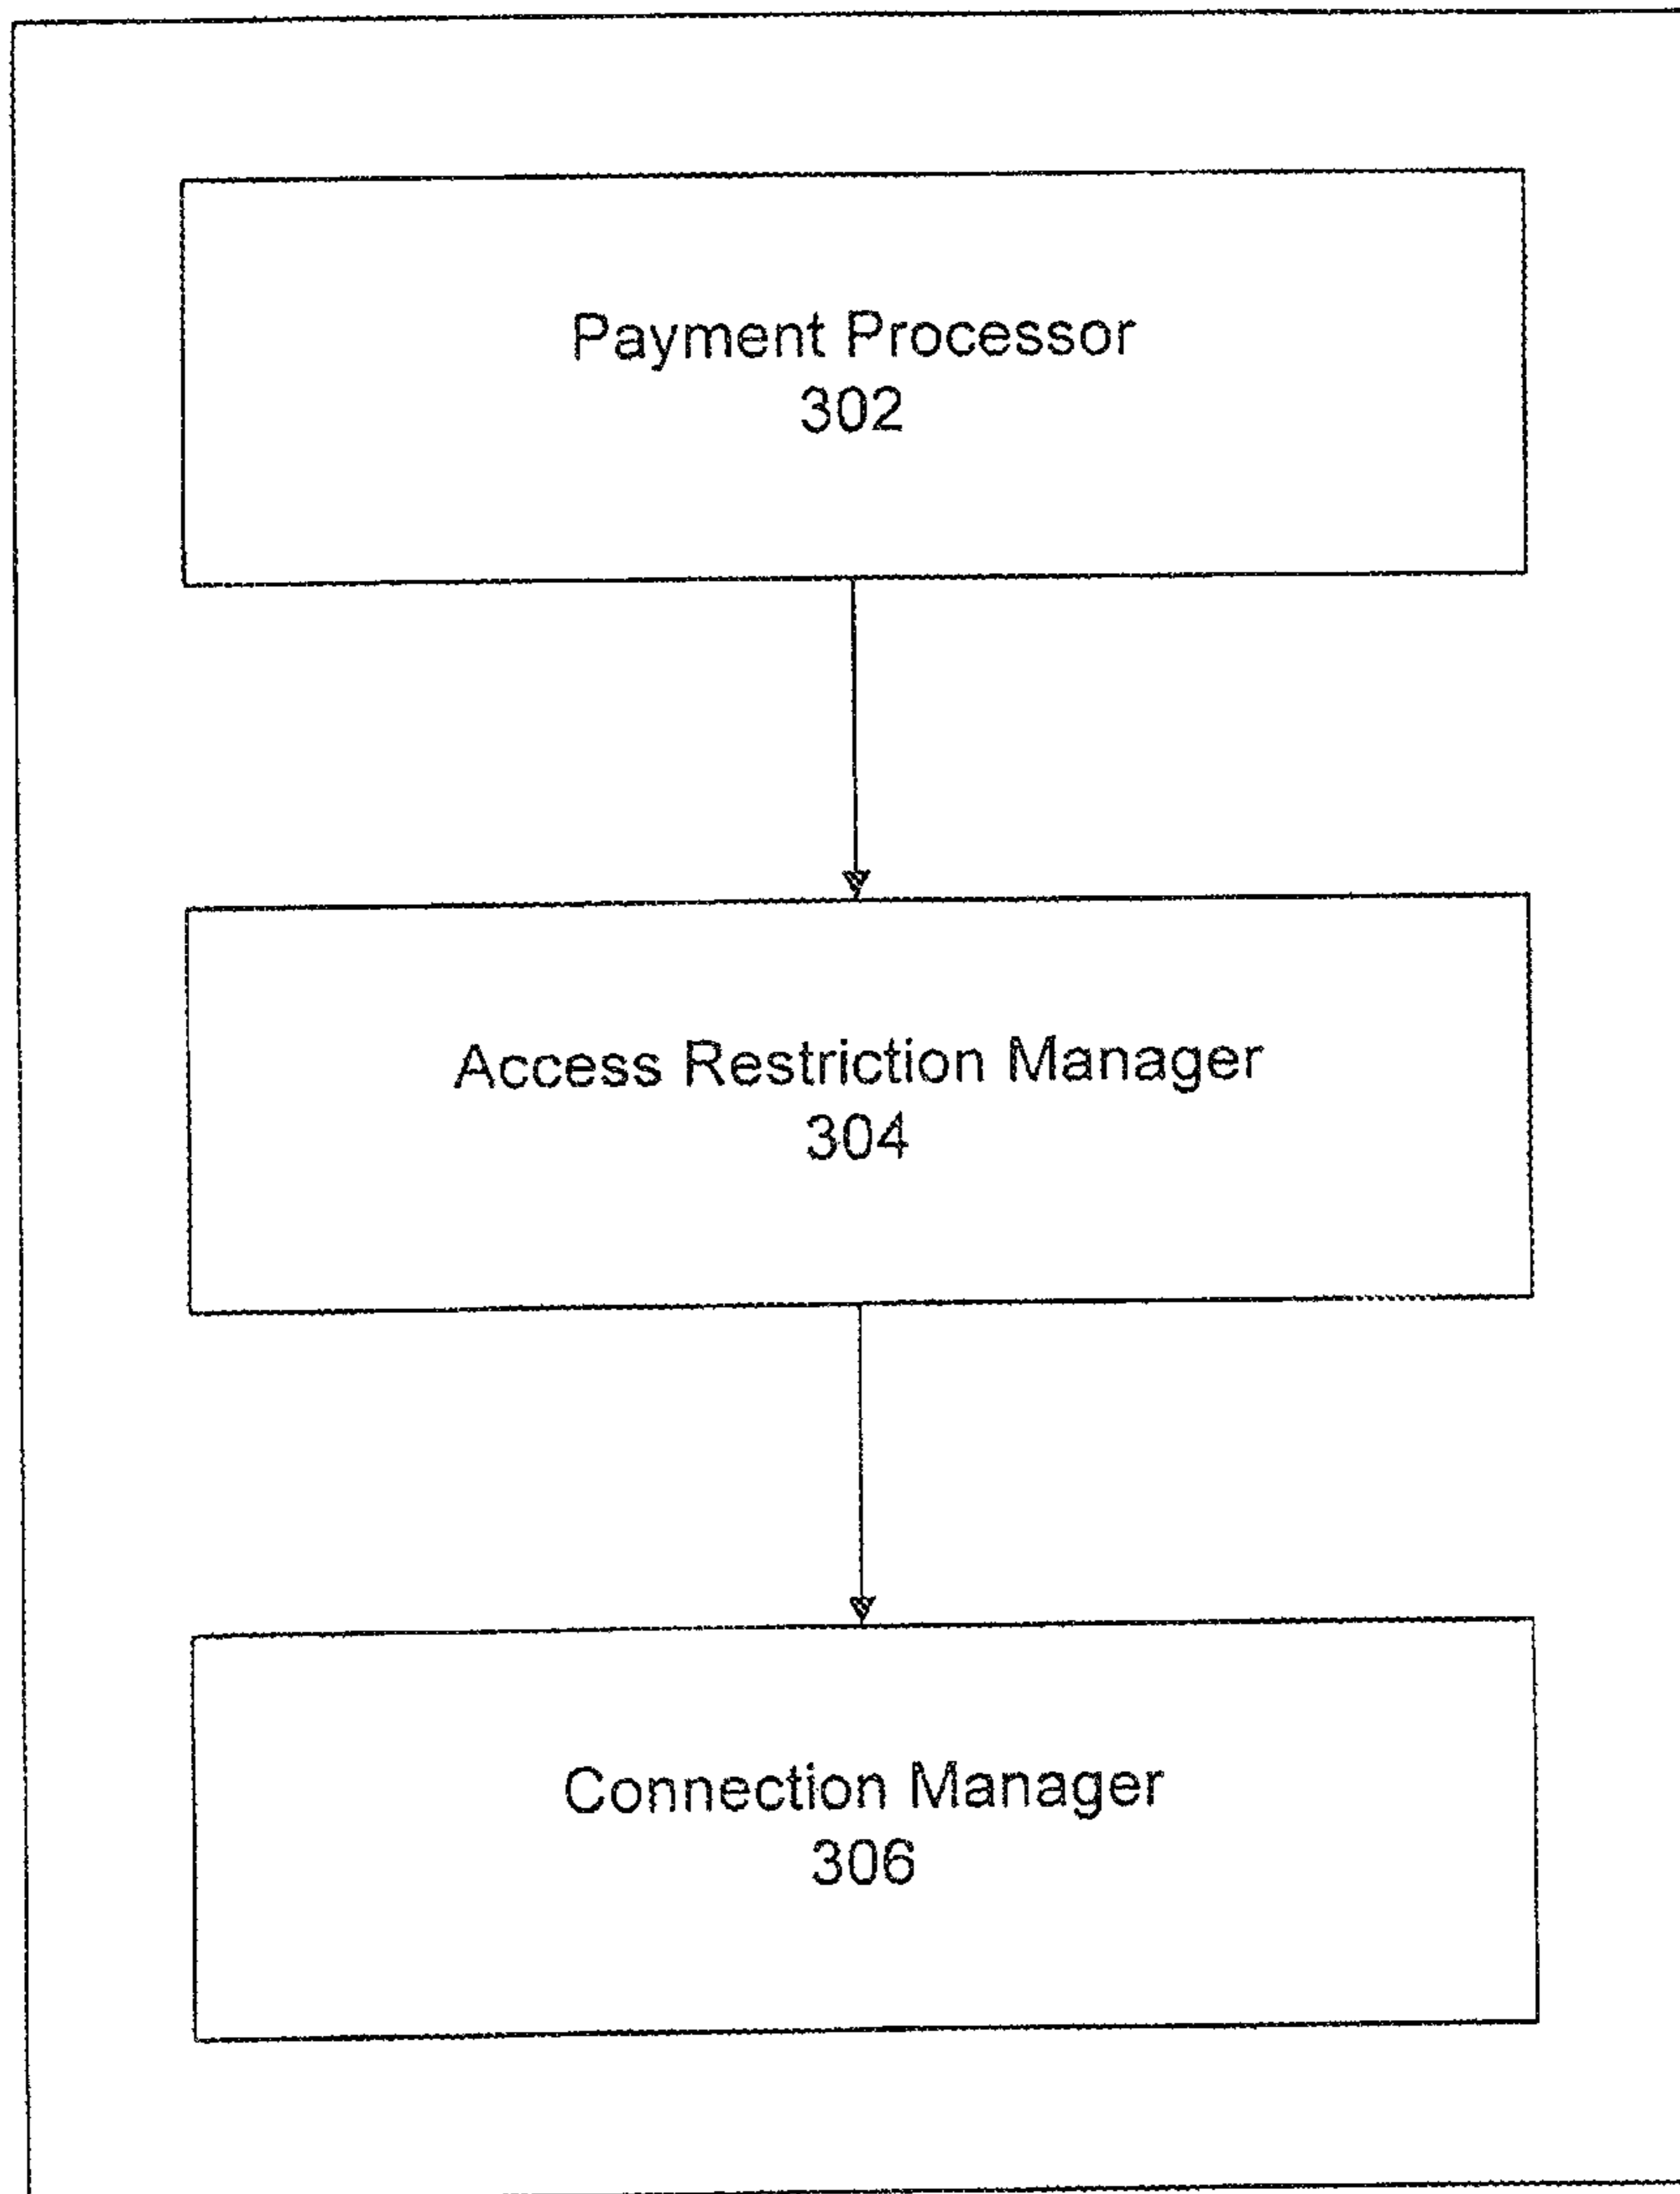 Payment Processor
302
Access Restriction Manager
304
Connection Manager
306